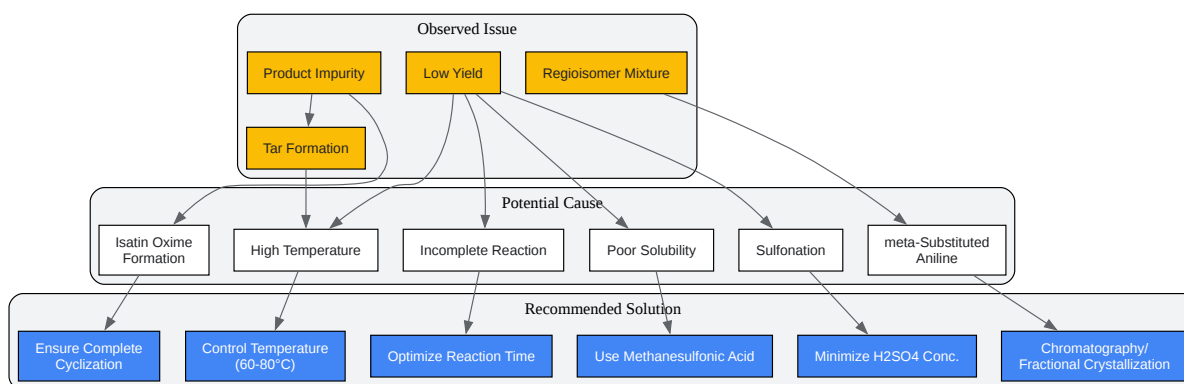 Observed Issue
Product Impurity
Low Yield
Regioisomer Mixture
Tar Formation
Potential Cause
Isatin Oxime
Formation
High Temperature
Incomplete Reaction
Poor Solubility
Sulfonation
meta-Substituted
Aniline
Recommended Solution
Ensure Complete
Cyclization
Control Temperature
(60-80°C)
Optimize Reaction Time
Use Methanesulfonic Acid
Minimize H2SO4 Conc.
Chromatography/
Fractional Crystallization